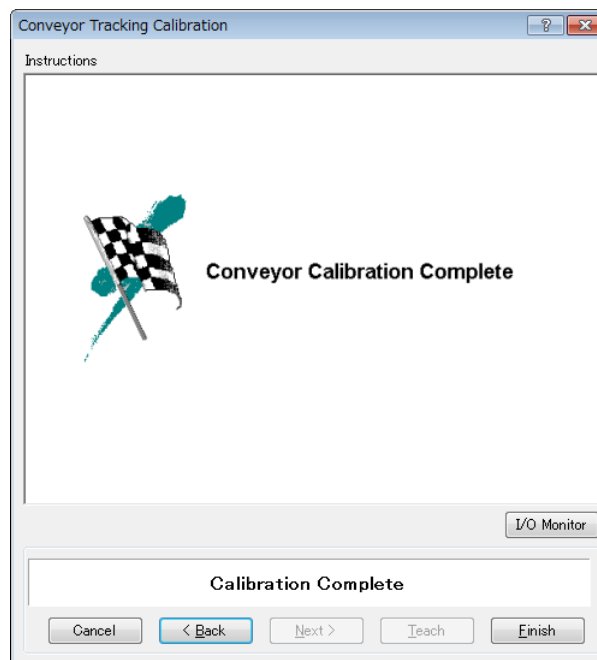 Conveyor Tracking Calibration
Instructions
Conveyor Calibration Complete
I/O Monitor
Calibration Complete
Cancel < Back Next > Teach Finish